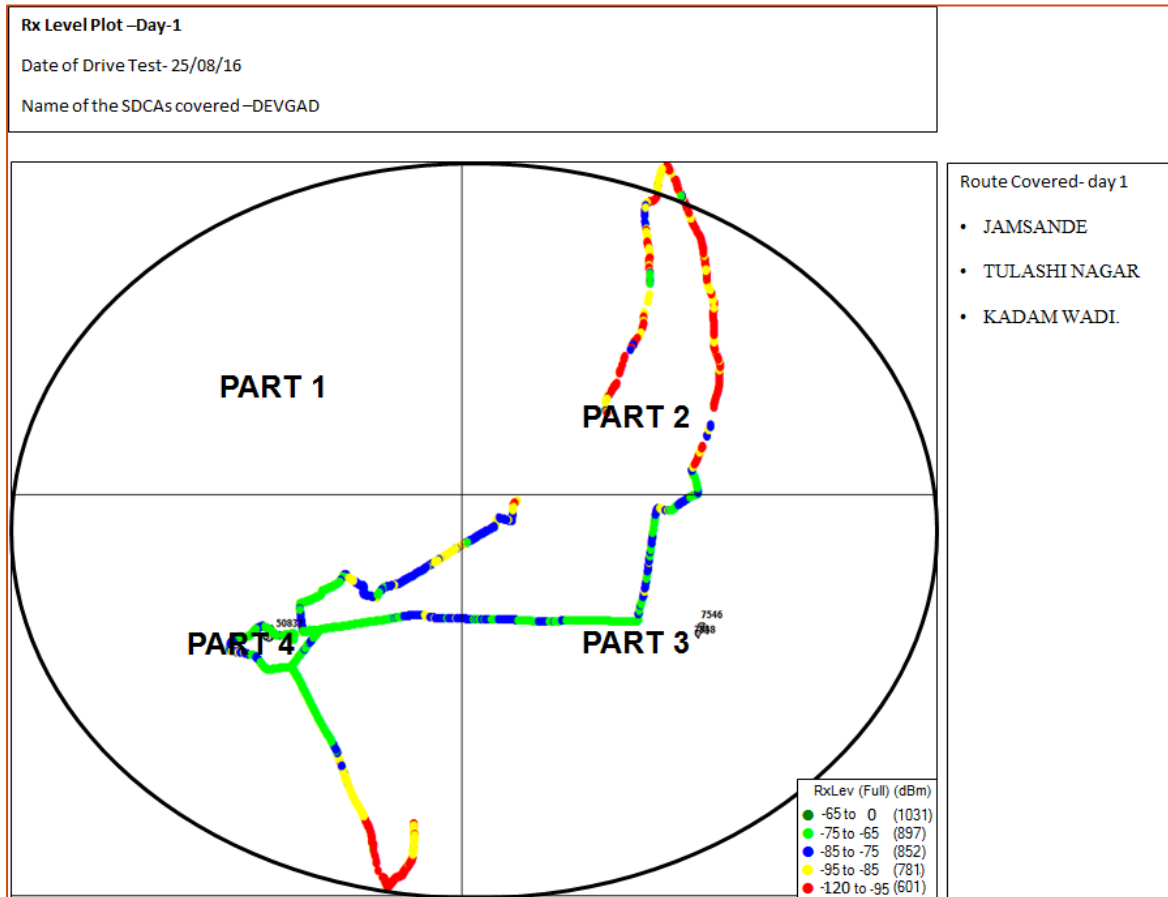 Rx Level Plot –Day-1
Date of Drive Test- 25/08/16
Name of the SDCAs covered –DEVGAD
Route Covered- day 1
• JAMSANDE
• TULASHI NAGAR
• KADAM WADI.
PART 1
PART 2
PART 4
PART 3
7546
RxLev (Full) (dBm)
-65 to 0 (1031)
-75 to -65 (897)
-85 to -75 (852)
-95 to -85 (781)
-120 to -95 (601)